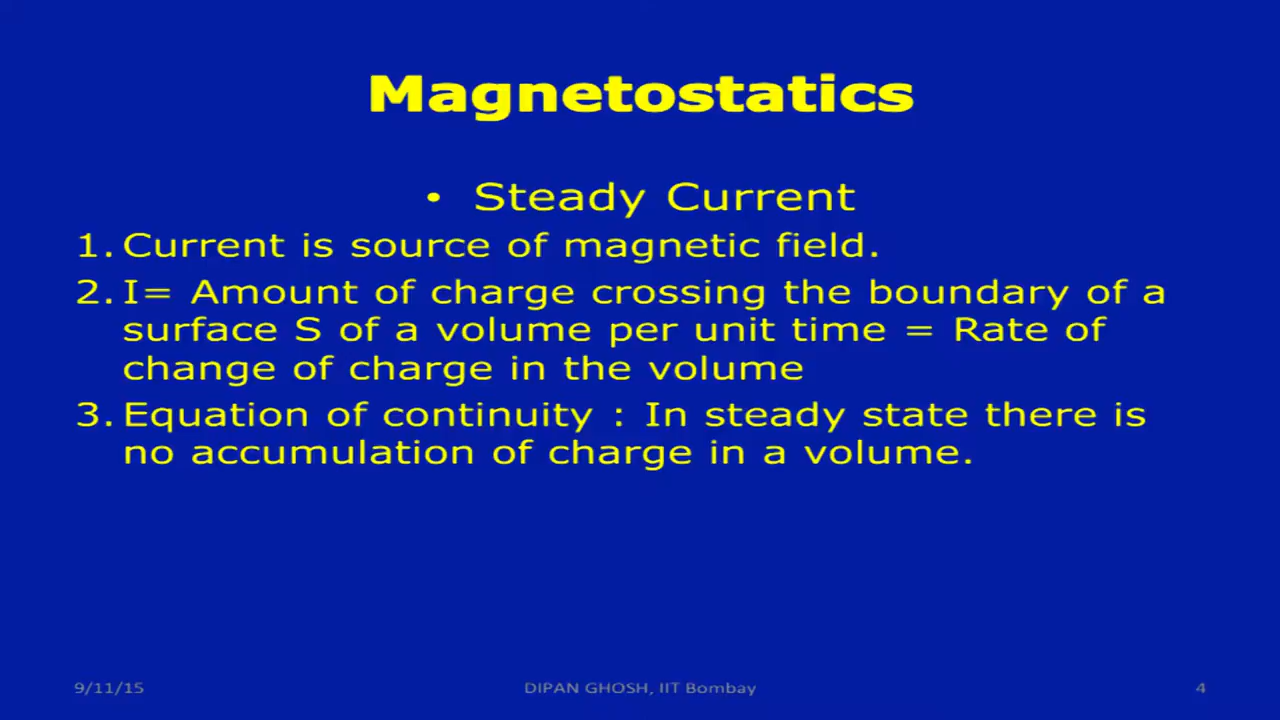 Magnetostatics
• Steady Current
1. Current is source of magnetic field.
2. I= Amount of charge crossing the boundary of a
surface S of a volume per unit time = Rate of
change of charge in the volume
3. Equation of continuity : In steady state there is
no accumulation of charge in a volume.
9/11/15 DIPAN GHOSH, IIT Bombay 4